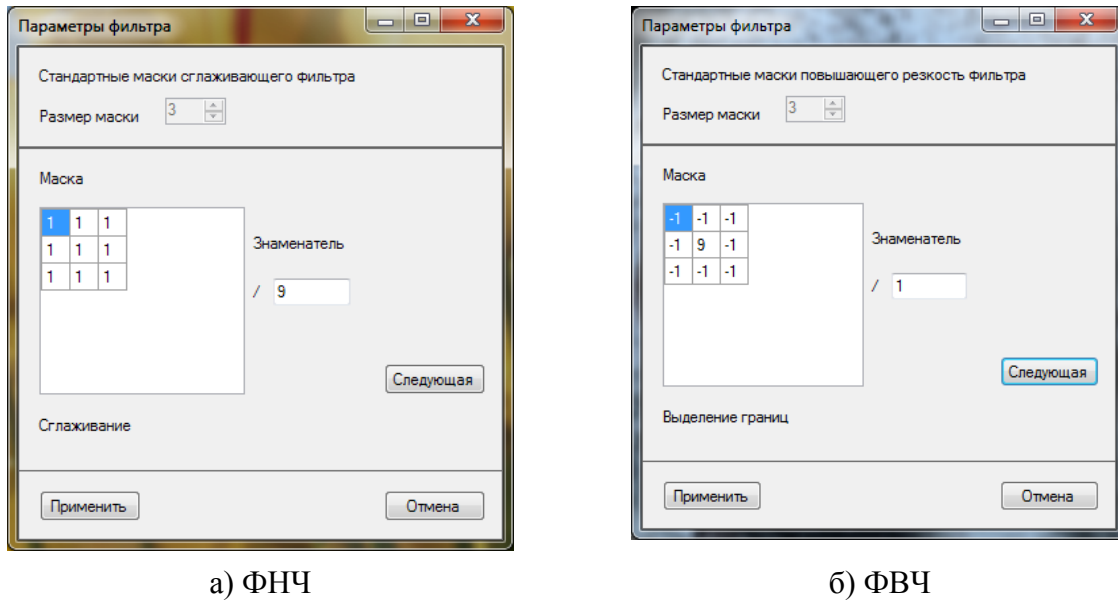 Параметры фильтра
Стандартные маски сглаживающего фильтра
Размер маски 3
Маска
1 1 1
1 1 1
1 1 1
Знаменатель
/ 9
Следующая
Сглаживание
Применить Отмена
а) ФНЧ
Параметры фильтра
Стандартные маски повышающего резкость фильтра
Размер маски 3
Маска
-1 -1 -1
-1 9 -1
-1 -1 -1
Знаменатель
/ 1
Следующая
Выделение границ
Применить Отмена
б) ФВЧ